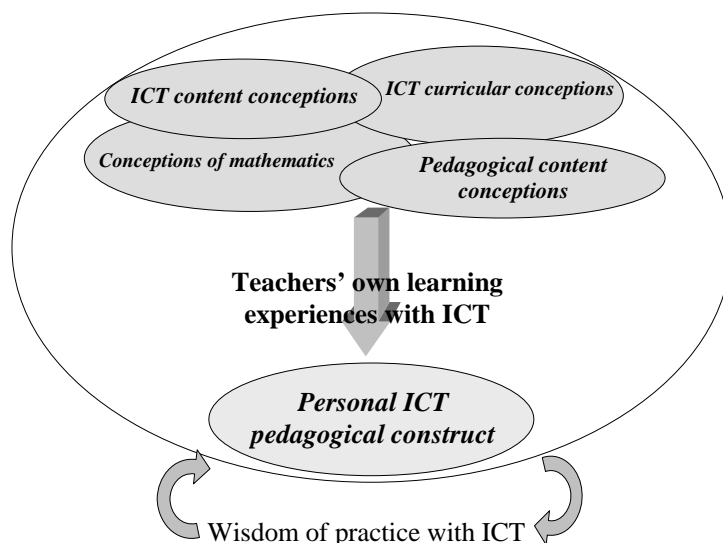 ICT content conceptions
ICT curricular conceptions
Conceptions of mathematics
Pedagogical content
conceptions
Teachers’ own learning
experiences with ICT
Personal ICT
pedagogical construct
Wisdom of practice with ICT